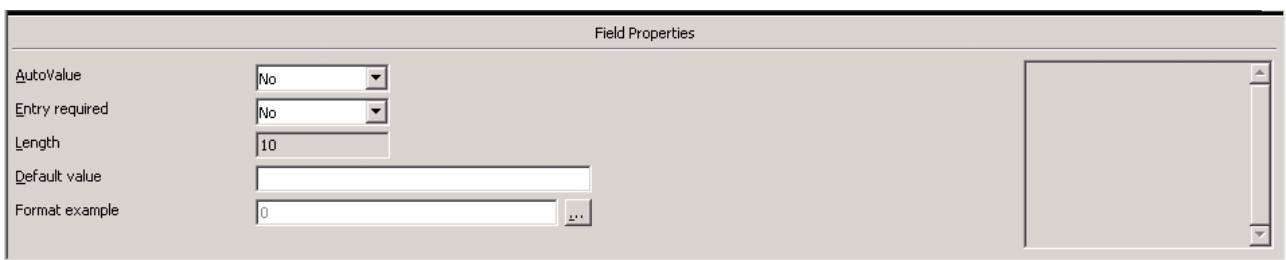 Field Properties
AutoValue No
Entry required No
Length 10
Default value
Format example 0 ...